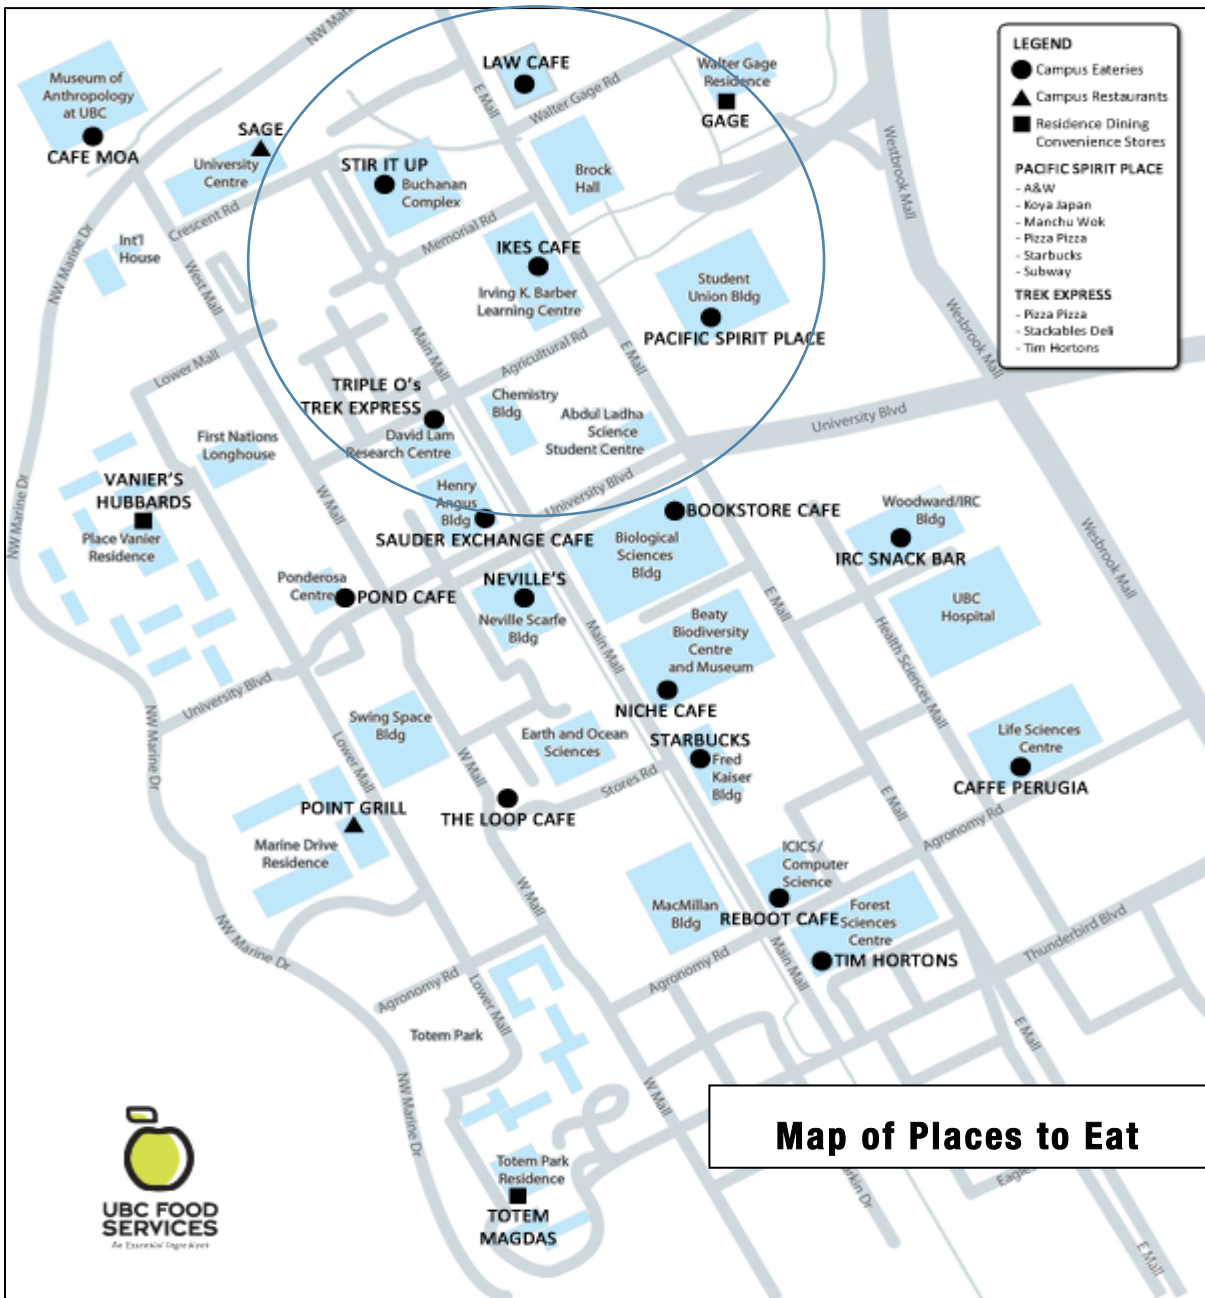 NW Mari
LAW CAFE
E Mall
Walter Gage Rd
Walter Gage
Residence
GAGE
LEGEND
Campus Eateries
Campus Restaurants
Residence Dining
Convenience Stores
PACIFIC SPIRIT PLACE
- A&W
- Koya Japan
- Manchu Wok
- Pizza Pizza
- Starbucks
- Subway
TREK EXPRESS
- Pizza Pizza
- Stackables Deli
- Tim Hortons
Museum of
Anthropology
at UBC
CAFE MOA
SAGE
University
Centre
Crescent Rd
STIR IT UP
Buchanan
Complex
Memorial Rd
Brock
Hall
Westbrook Mall
Int'l
House
NW Marine Dr
West Mall
IKES CAFE
Irving K. Barber
Learning Centre
Student
Union Bldg
PACIFIC SPIRIT PLACE
Wesbrook Mall
Lower Mall
Main Mall
Agricultural Rd
E Mall
TRIPLE O's
TREK EXPRESS
David Lam
Research Centre
Chemistry
Bldg
Abdul Ladha
Science
Student Centre
University Blvd
First Nations
Longhouse
VANIER'S
HUBBARDS
Place Vanier
Residence
NW Marine Dr
W Mall
Henry
Angus
Bldg
SAUDER EXCHANGE CAFE
University Blvd
BOOKSTORE CAFE
Biological
Sciences
Bldg
Woodward/IRC
Bldg
IRC SNACK BAR
Wesbrook Mall
Ponderosa
Centre
POND CAFE
NEVILLE'S
Neville Scarfe
Bldg
Main Mall
Beaty
Biodiversity
Centre
and Museum
NICHE CAFE
E Mall
UBC
Hospital
Health Sciences Mall
University Blvd
NW Marine Dr
Swing Space
Bldg
Lower Mall
W Mall
Earth and Ocean
Sciences
Stores Rd
STARBUCKS
Fred
Kaiser
Bldg
Life Sciences
Centre
CAFFE PERUGIA
POINT GRILL
Marine Drive
Residence
THE LOOP CAFE
E Mall
Agronomy Rd
ICICS/
Computer
Science
REBOOT CAFE
MacMillan
Bldg
W Mall
Forest
Sciences
Centre
TIM HORTONS
Thunderbird Blvd
NW Marine Dr
Agronomy Rd
Lower Mall
Agronomy Rd
Main Mall
Totem Park
E Mall
NW Marine Dr
W Mall
Map of Places to Eat
UBC FOOD
SERVICES
An Essential Ingredient
Totem Park
Residence
TOTEM
MAGDAS
Eagles
E Mall